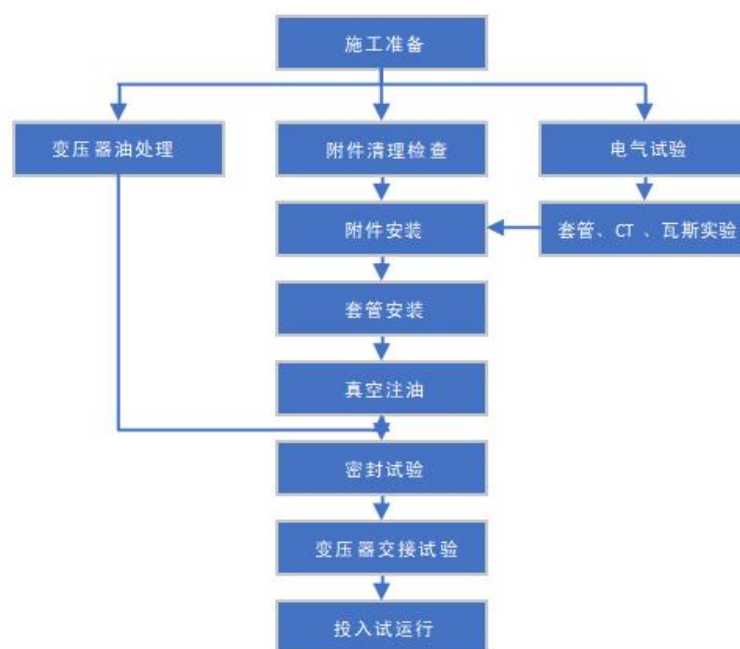 施工准备
变压器油处理
附件清理检查
电气试验
附件安装
套管、CT 、瓦斯实验
套管安装
真空注油
密封试验
变压器交接试验
投入试运行